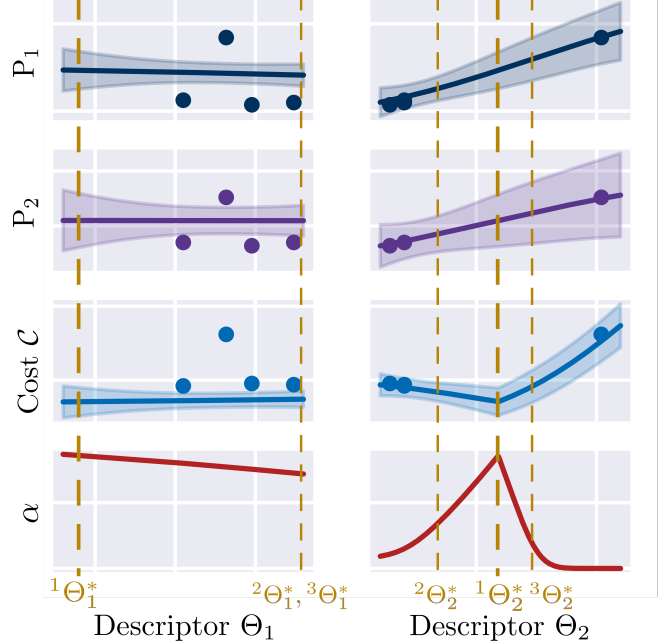 P₁
P₂
Cost 𝒞
α
¹Θ₁* ²Θ₁*, ³Θ₁* ²Θ₂* ¹Θ₂* ³Θ₂*
Descriptor Θ₁ Descriptor Θ₂